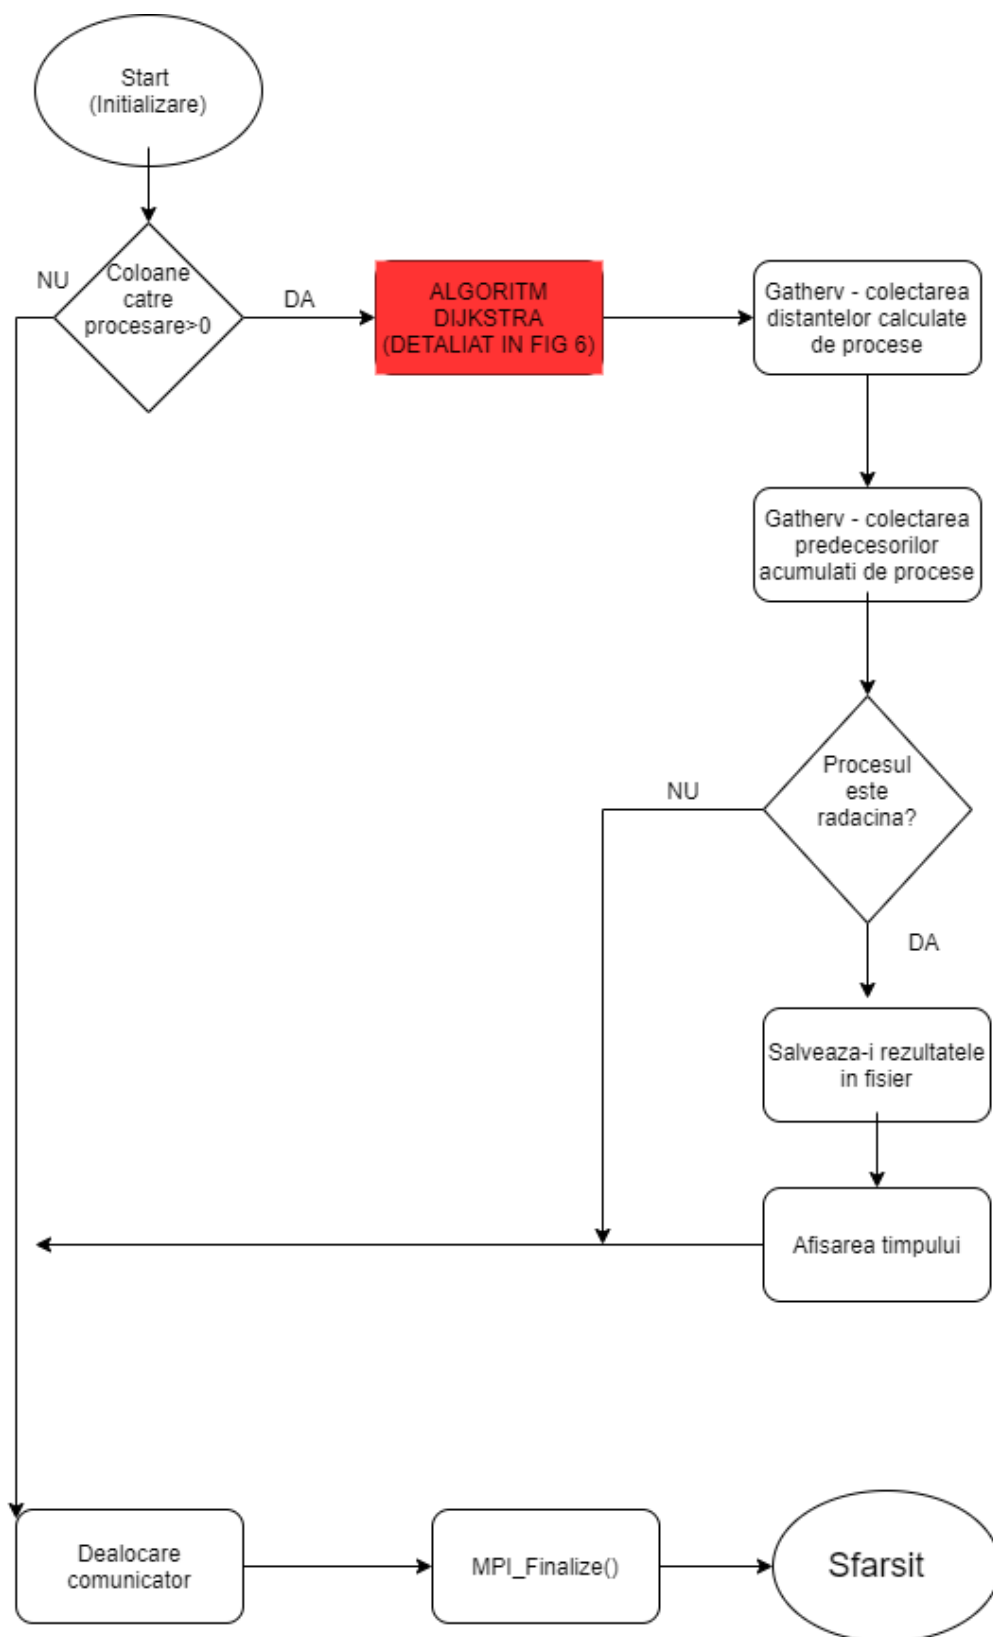 Start
(Initializare)
NU
Coloane
catre
procesare>0
DA
ALGORITM
DIJKSTRA
(DETALIAT IN FIG 6)
Gatherv - colectarea
distantelor calculate
de procese
Gatherv - colectarea
predecesorilor
acumulati de procese
Procesul
este
radacina?
NU
DA
Salveaza-i rezultatele
in fisier
Afisarea timpului
Dealocare
comunicator
MPI_Finalize()
Sfarsit